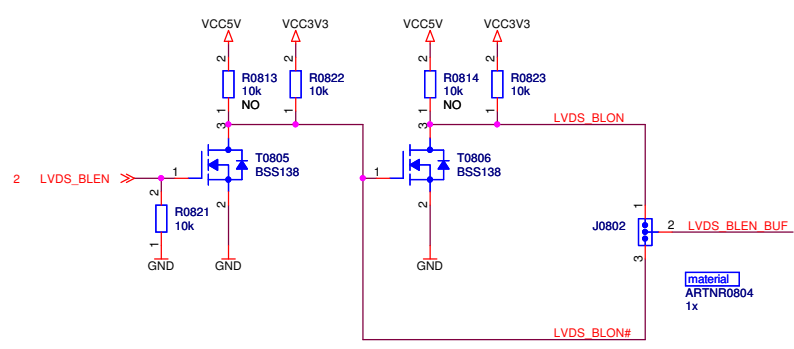 VCC5V
VCC3V3
VCC5V
VCC3V3
2
R0813
10k
NO
1
3
2
R0822
10k
1
2
R0814
10k
NO
1
3
2
R0823
10k
1
LVDS_BLON
2 LVDS_BLEN
1
T0805
BSS138
2
1
T0806
BSS138
2
2
R0821
10k
1
GND
GND
GND
1
J0802
2
LVDS_BLEN_BUF
3
material
ARTNR0804
1x
LVDS_BLON#